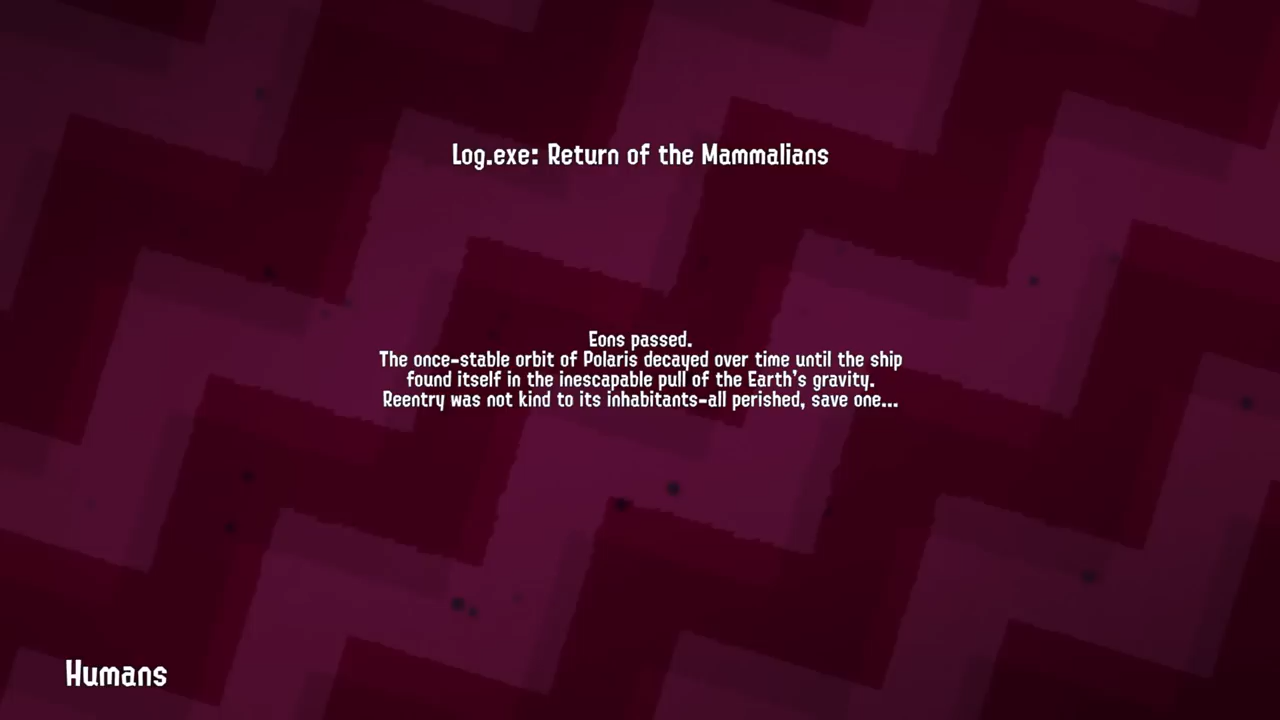 Log.exe: Return of the Mammalians
Eons passed.
The once-stable orbit of Polaris decayed over time until the ship
found itself in the inescapable pull of the Earth's gravity.
Reentry was not kind to its inhabitants-all perished, save one...
Humans